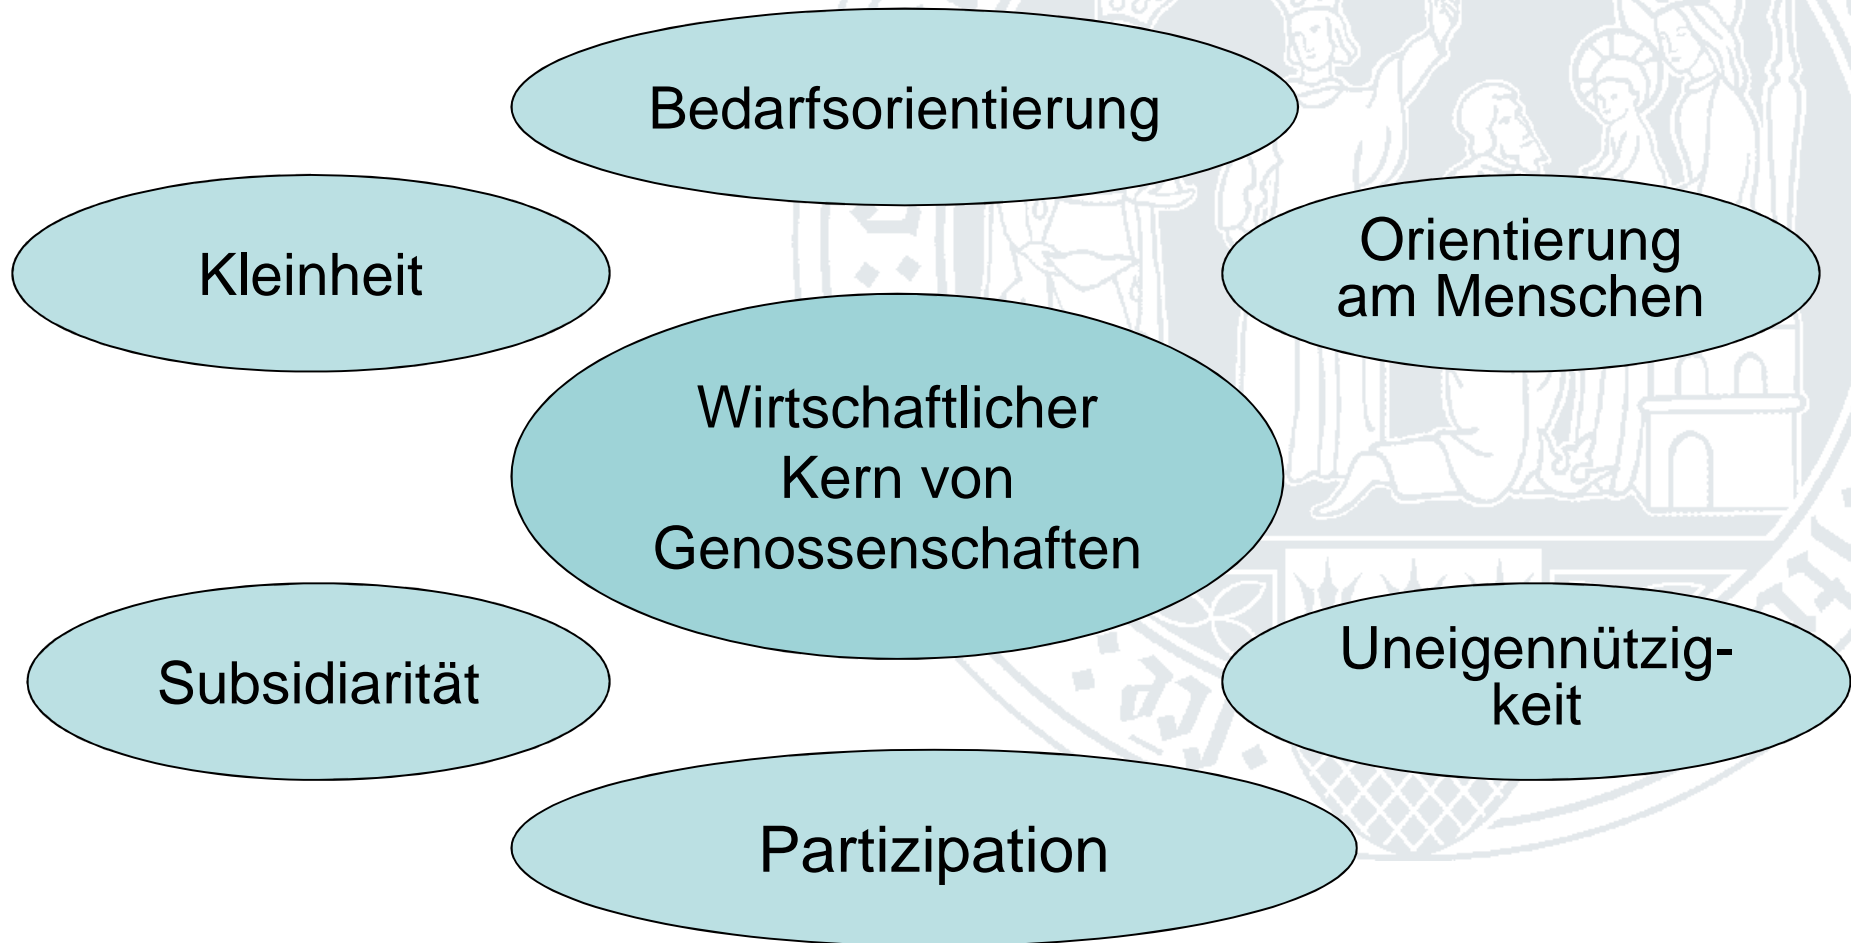 Bedarfsorientierung
Kleinheit
Orientierung
am Menschen
Wirtschaftlicher
Kern von
Genossenschaften
Subsidiarität
Uneigennützig-
keit
Partizipation